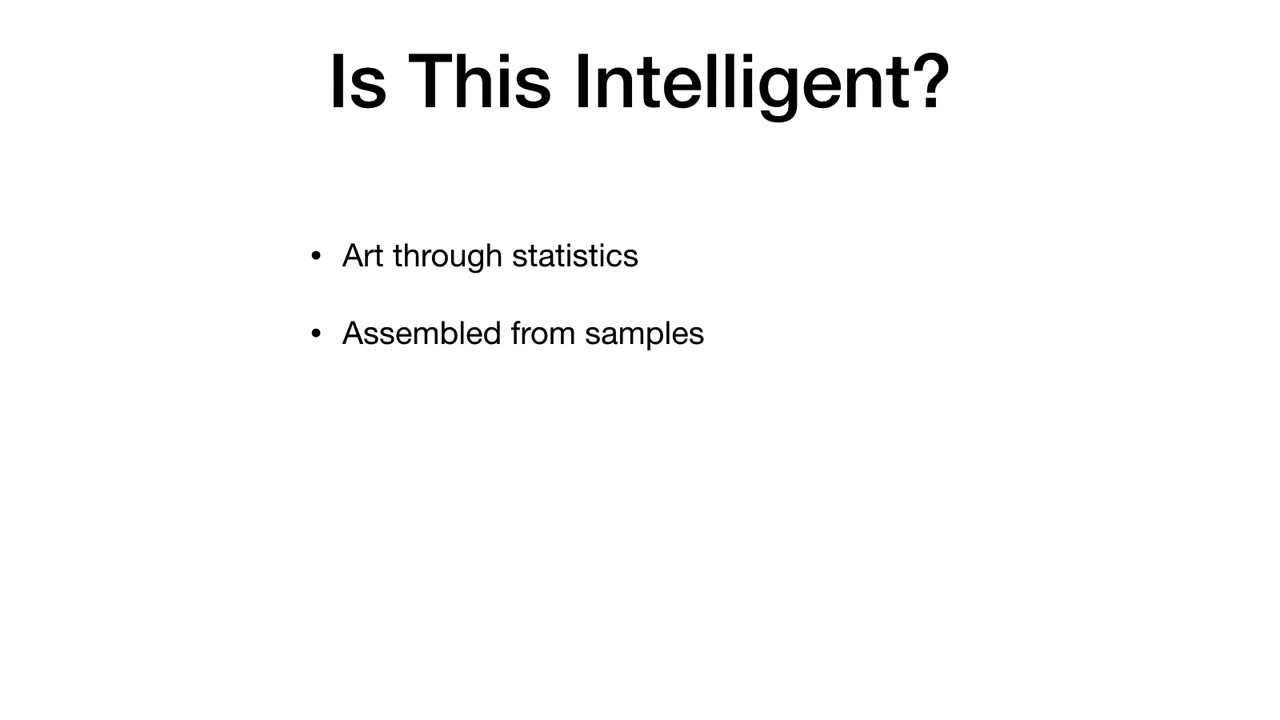 Is This Intelligent?
• Art through statistics
• Assembled from samples